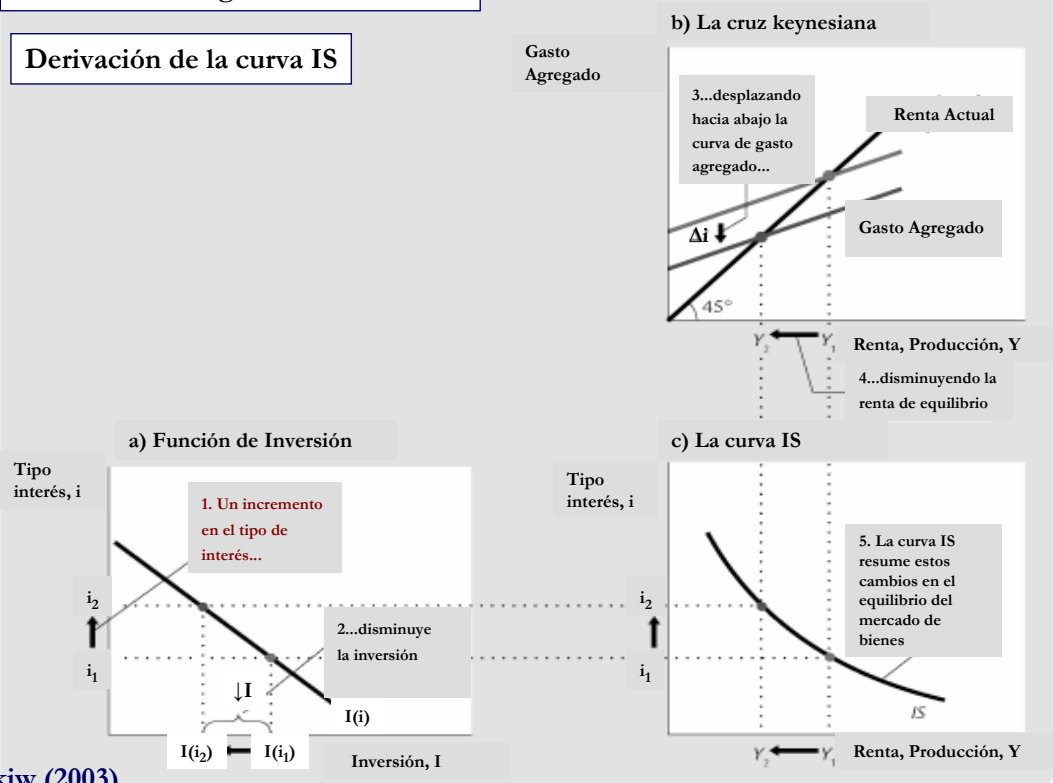 Derivación de la curva IS
b) La cruz keynesiana
Gasto
Agregado
3...desplazando
hacia abajo la
curva de gasto
agregado...
Renta Actual
Δi
Gasto Agregado
45°
Y2
Y1
Renta, Producción, Y
4...disminuyendo la
renta de equilibrio
a) Función de Inversión
Tipo
interés, i
1. Un incremento
en el tipo de
interés...
i2
i1
2...disminuye
la inversión
↓I
I(i)
I(i2)
I(i1)
Inversión, I
c) La curva IS
Tipo
interés, i
5. La curva IS
resume estos
cambios en el
equilibrio del
mercado de
bienes
i2
i1
IS
Y2
Y1
Renta, Producción, Y
(2003)